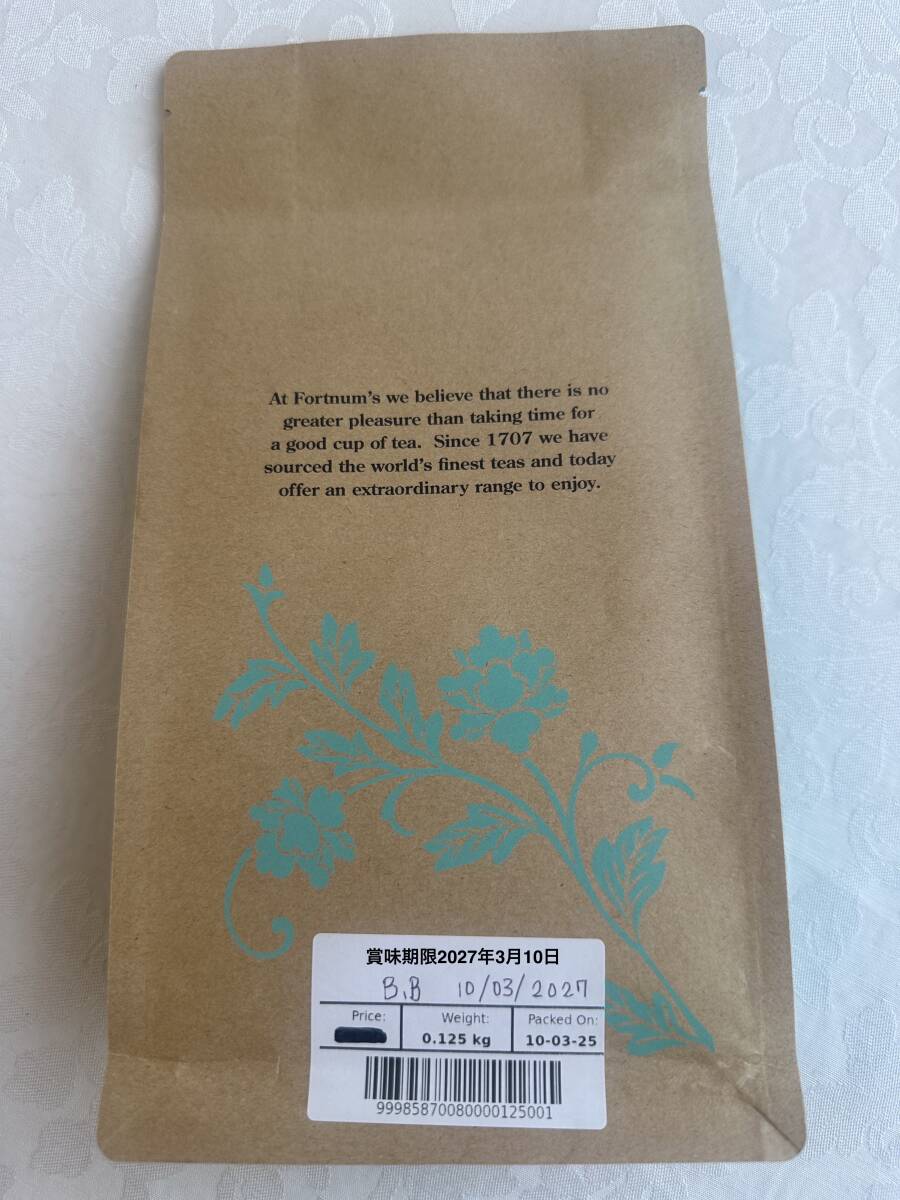 At Fortnum's we believe that there is no
greater pleasure than taking time for
a good cup of tea. Since 1707 we have
sourced the world's finest teas and today
offer an extraordinary range to enjoy.
賞味期限2027年3月10日
B.B 10/03/2027
Price: Weight: Packed On:
0.125 kg 10-03-25
99985870080000125001